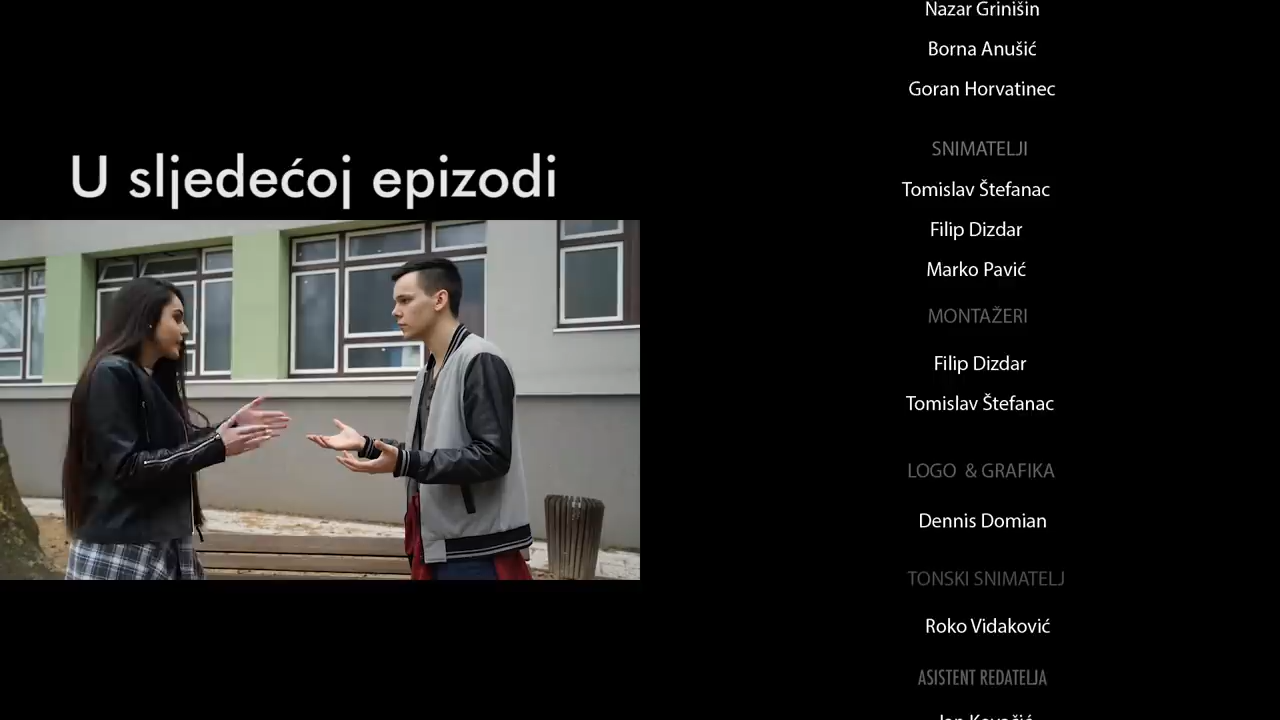 U sljedećoj epizodi
Nazar Grinišin
Borna Anušić
Goran Horvatinec
SNIMATELJI
Tomislav Štefanac
Filip Dizdar
Marko Pavić
MONTAŽERI
Filip Dizdar
Tomislav Štefanac
LOGO & GRAFIKA
Dennis Domian
TONSKI SNIMATELJ
Roko Vidaković
ASISTENT REDATELJA